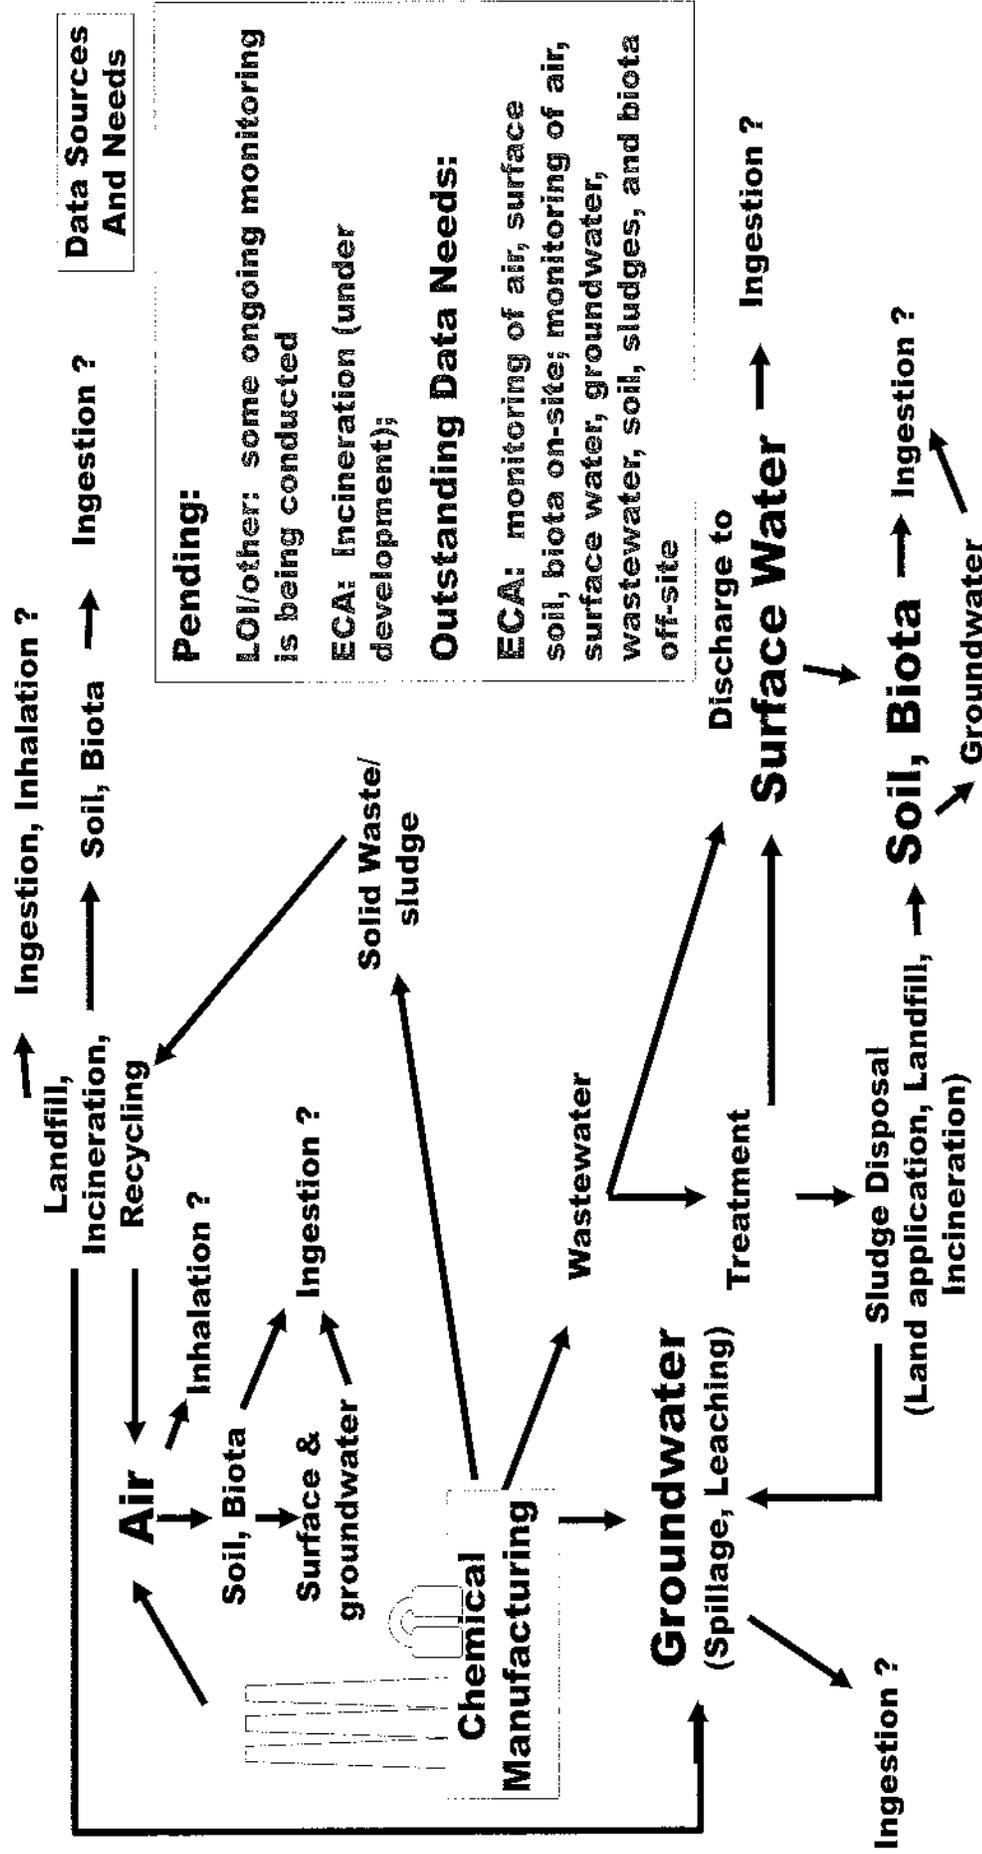 Data Sources
And Needs
Ingestion, Inhalation ?
Landfill,
Incineration,
Recycling
Soil, Biota
Ingestion ?
Air
Inhalation ?
Soil, Biota
Surface &
groundwater
Ingestion ?
Solid Waste/
sludge
Pending:
LOI/other: some ongoing monitoring
is being conducted
ECA: Incineration (under
development);
Outstanding Data Needs:
ECA: monitoring of air, surface
soil, biota on-site; monitoring of air,
surface water, groundwater,
wastewater, soil, sludges, and biota
off-site
Chemical
Manufacturing
Wastewater
Groundwater
(Spillage, Leaching)
Treatment
Discharge to
Surface Water
Ingestion ?
Sludge Disposal
(Land application, Landfill,
Incineration)
Soil, Biota
Ingestion ?
Groundwater
Ingestion ?